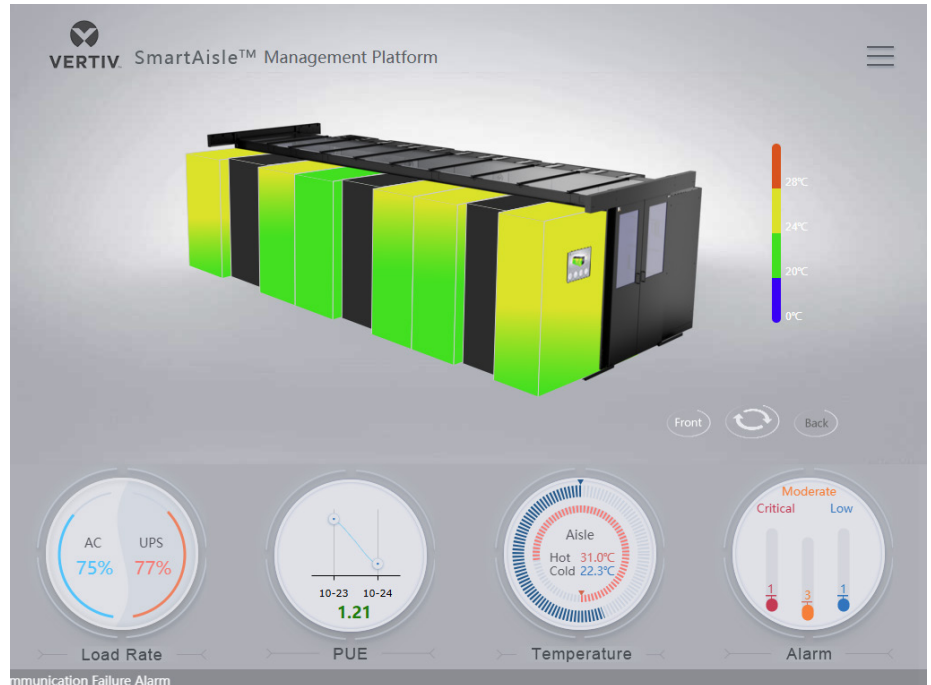 VERTIV. SmartAisle™ Management Platform
28℃
24℃
20℃
0℃
Front
Back
AC UPS
75% 77%
10-23 10-24
1.21
Aisle
Hot 31.0℃
Cold 22.3℃
Moderate
Critical Low
1 3 1
Load Rate PUE Temperature Alarm
mmunication Failure Alarm